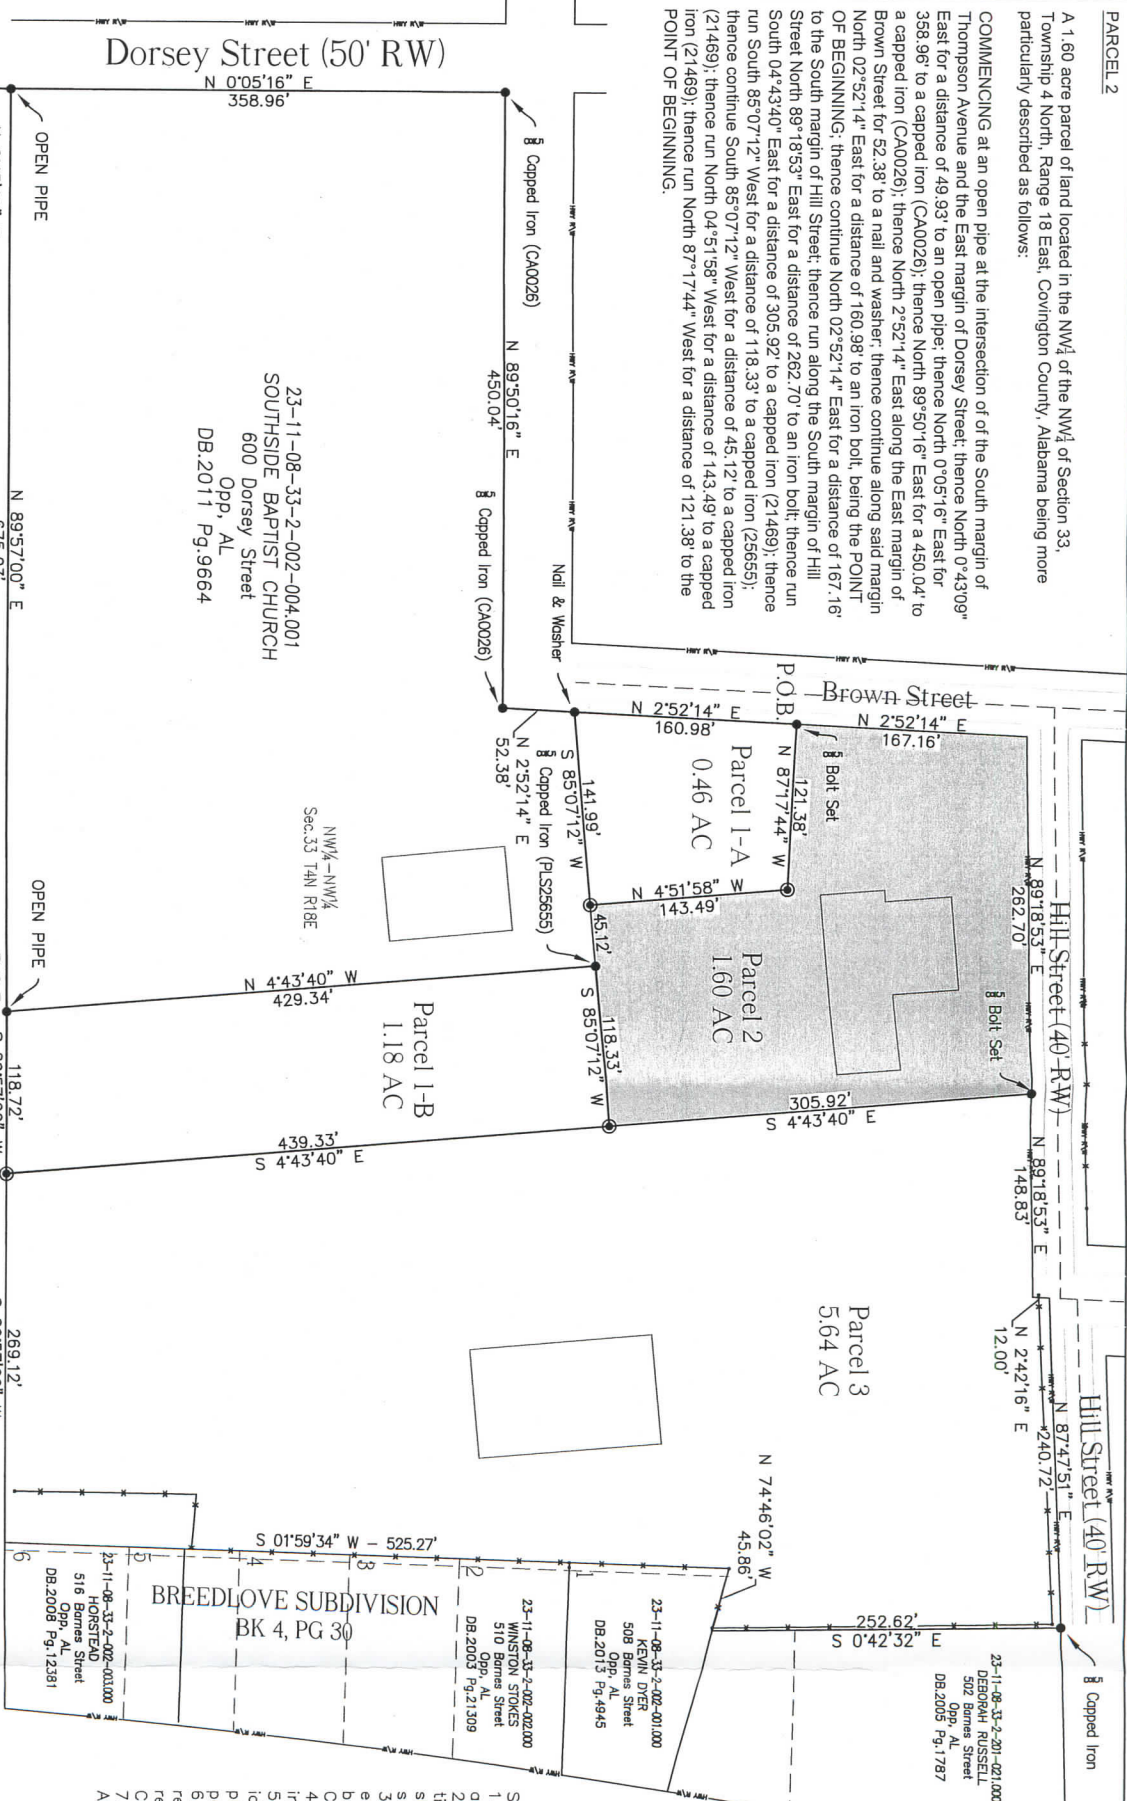 PARCEL 2
A 1.60 acre parcel of land located in the NW¼ of the NW¼ of Section 33,
Township 4 North, Range 18 East, Covington County, Alabama being more
particularly described as follows:
COMMENCING at an open pipe at the intersection of of the South margin of
Thompson Avenue and the East margin of Dorsey Street; thence North 0°43'09"
East for a distance of 49.93' to an open pipe; thence North 0°05'16" East for
358.96' to a capped iron (CA0026); thence North 89°50'16" East for a 450.04' to
a capped iron (CA0026); thence North 2°52'14" East along the East margin of
Brown Street for 52.38' to a nail and washer; thence continue along said margin
North 02°52'14" East for a distance of 160.98' to an iron bolt, being the POINT
OF BEGINNING; thence continue North 02°52'14" East for a distance of 167.16'
to the South margin of Hill Street; thence run along the South margin of Hill
Street North 89°18'53" East for a distance of 262.70' to an iron bolt; thence run
South 04°43'40" East for a distance of 305.92' to a capped iron (21469); thence
run South 85°07'12" West for a distance of 118.33' to a capped iron (25655);
thence continue South 85°07'12" West for a distance of 45.12' to a capped iron
(21469); thence run North 04°51'58" West for a distance of 143.49' to a capped
iron (21469); thence run North 87°17'44" West for a distance of 121.38' to the
POINT OF BEGINNING.
Dorsey Street (50' RW)
N 0°05'16" E
358.96'
OPEN PIPE
⅝ Capped Iron (CA0026)
N 89°50'16" E
450.04'
⅝ Capped Iron (CA0026)
Nail & Washer
23-11-08-33-2-002-004.001
SOUTHSIDE BAPTIST CHURCH
600 Dorsey Street
Opp, AL
DB.2011 Pg.9664
N 89°57'00" E
Brown Street
P.O.B.
N 2°52'14" E
160.98'
N 2°52'14" E
167.16'
N 2°52'14" E
52.38'
⅝ Bolt Set
Parcel 1-A
0.46 AC
121.38'
N 87°17'44" W
141.99'
S 85°07'12" W
⅝ Capped Iron (PLS25655)
N 4°51'58" W
143.49'
45.12'
NW¼-NW¼
Sec.33 T4N R18E
OPEN PIPE
Hill Street (40' RW)
N 89°18'53" E
262.70'
⅝ Bolt Set
Parcel 2
1.60 AC
118.33'
S 85°07'12" W
305.92'
S 4°43'40" E
N 4°43'40" W
429.34'
Parcel 1-B
1.18 AC
439.33'
S 4°43'40" E
118.72'
N 89°18'53" E
148.83'
Parcel 3
5.64 AC
N 2°42'16" E
12.00'
Hill Street (40' RW)
N 87°47'51" E
240.72'
269.12'
N 74°46'02" W
45.86'
S 01°59'34" W - 525.27'
252.62'
S 0°42'32" E
⅝ Capped Iron
23-11-08-33-2-201-021.000
DEBORAH RUSSELL
502 Barnes Street
Opp, AL
DB.2005 Pg.1787
1
23-11-08-33-2-002-001.000
KEVIN DYER
508 Barnes Street
Opp, AL
DB.2013 Pg.4945
2
23-11-08-33-2-002-002.000
WINSTON STOKES
510 Barnes Street
Opp, AL
DB.2003 Pg.21309
3
4
BREEDLOVE SUBDIVISION
BK 4, PG 30
5
23-11-08-33-2-002-003.000
HORSTEAD
516 Barnes Street
Opp, AL
DB.2008 Pg.12381
6